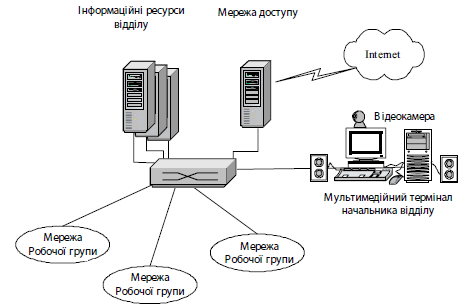 Інформаційні ресурси
відділу
Мережа доступу
Internet
Відеокамера
Мультимедійний термінал
начальника відділу
Мережа
Робочої групи
Мережа
Робочої групи
Мережа
Робочої групи